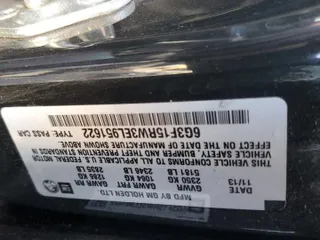 MFD BY GM HOLDEN LTD
DATE GVWR GAWR FRT GAWR RR
11/13 2350 KG 1064 KG 1286 KG
5181 LB 2346 LB 2835 LB
THIS VEHICLE CONFORMS TO ALL APPLICABLE U.S. FEDERAL MOTOR
VEHICLE SAFETY, BUMPER AND THEFT PREVENTION STANDARDS IN
EFFECT ON THE DATE OF MANUFACTURE SHOWN ABOVE.
6G3F15RW3EL951622 TYPE: PASS CAR